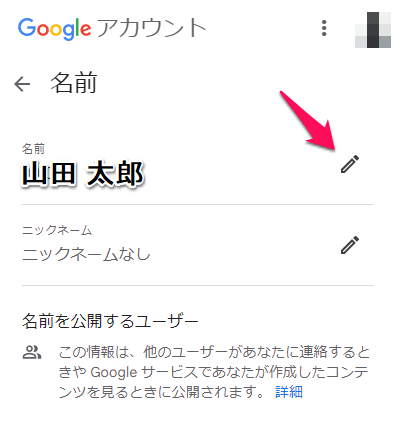 Google アカウント
名前
名前
山田 太郎
ニックネーム
ニックネームなし
名前を公開するユーザー
この情報は、他のユーザーがあなたに連絡すると
きや Google サービスであなたが作成したコンテ
ンツを見るときに公開されます。 詳細